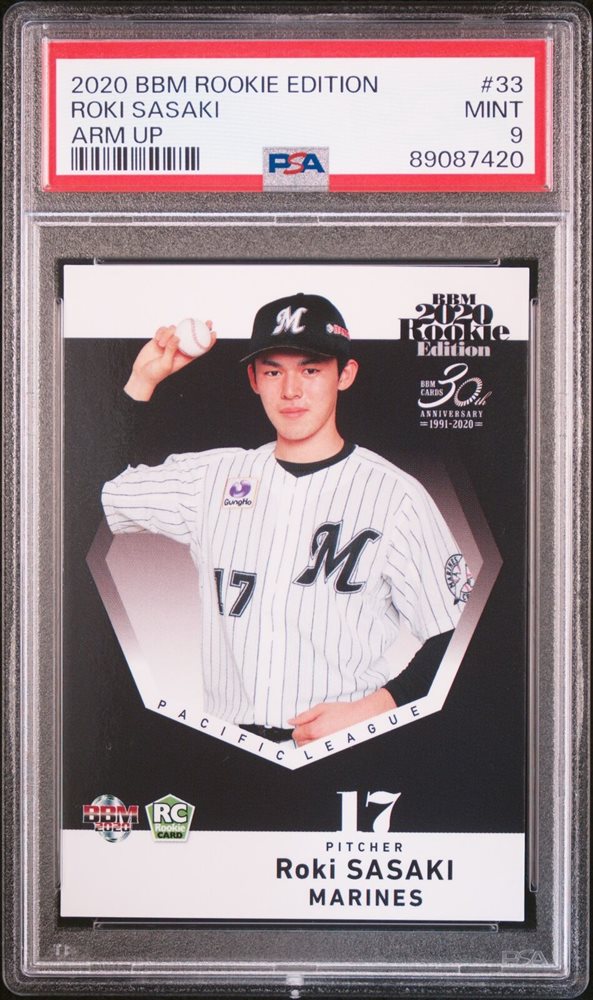 2020 BBM ROOKIE EDITION #33
ROKI SASAKI MINT
ARM UP 9
PSA 89087420
BBM
2020
Rookie
Edition
BBM CARDS 30th
ANNIVERSARY
1991-2020
M
GungHo
M
17
MARINES
PACIFIC LEAGUE
17
BBM
2020
RC
Rookie
CARD
PITCHER
Roki SASAKI
MARINES
PSA